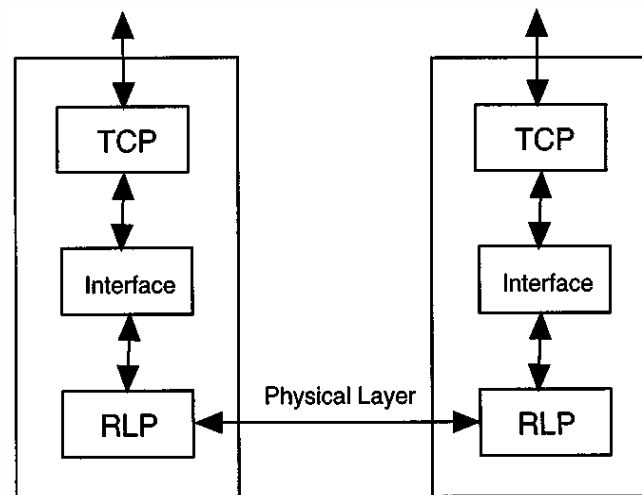 TCP
TCP
Interface
Interface
Physical Layer
RLP
RLP